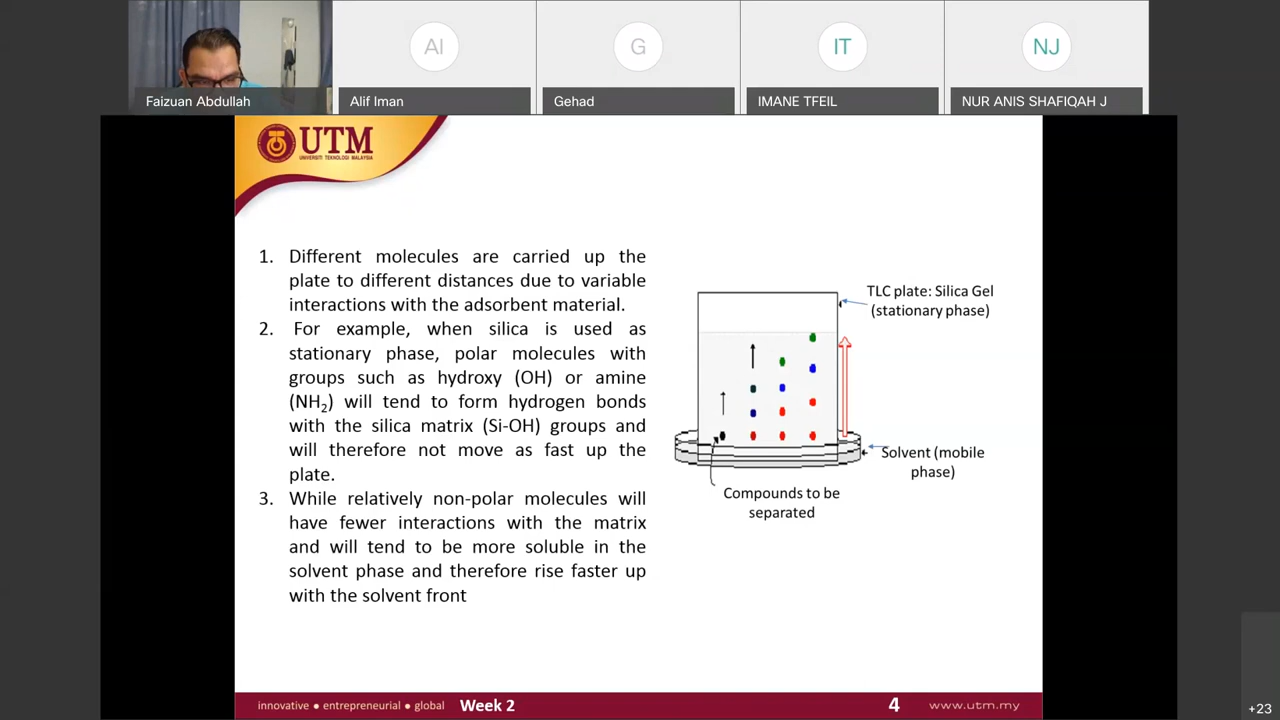 AI
G
IT
NJ
Faizuan Abdullah
Alif Iman
Gehad
IMANE TFEIL
NUR ANIS SHAFIQAH J
UTM
UNIVERSITI TEKNOLOGI MALAYSIA
1. Different molecules are carried up the
plate to different distances due to variable
interactions with the adsorbent material.
2. For example, when silica is used as
stationary phase, polar molecules with
groups such as hydroxy (OH) or amine
(NH₂) will tend to form hydrogen bonds
with the silica matrix (Si-OH) groups and
will therefore not move as fast up the
plate.
3. While relatively non-polar molecules will
have fewer interactions with the matrix
and will tend to be more soluble in the
solvent phase and therefore rise faster up
with the solvent front
TLC plate: Silica Gel
(stationary phase)
Solvent (mobile
phase)
Compounds to be
separated
innovative ● entrepreneurial ● global
Week 2
4
www.utm.my
+23